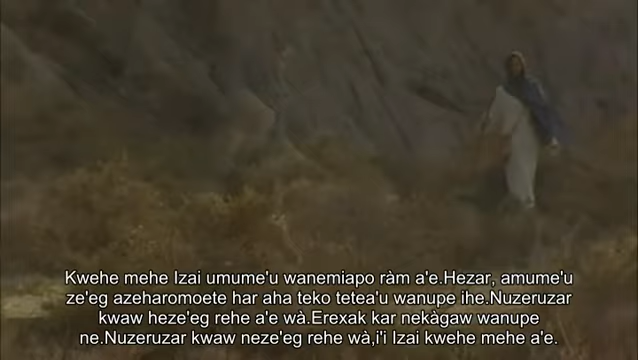 Kwehe mehe Izai umume'u wanemiapo ràm a'e.Hezar, amume'u
ze'eg azeharomoete har aha teko tetea'u wanupe ihe.Nuzeruzar
kwaw heze'eg rehe a'e wà.Erexak kar nekàgaw wanupe
ne.Nuzeruzar kwaw neze'eg rehe wà,i'i Izai kwehe mehe a'e.